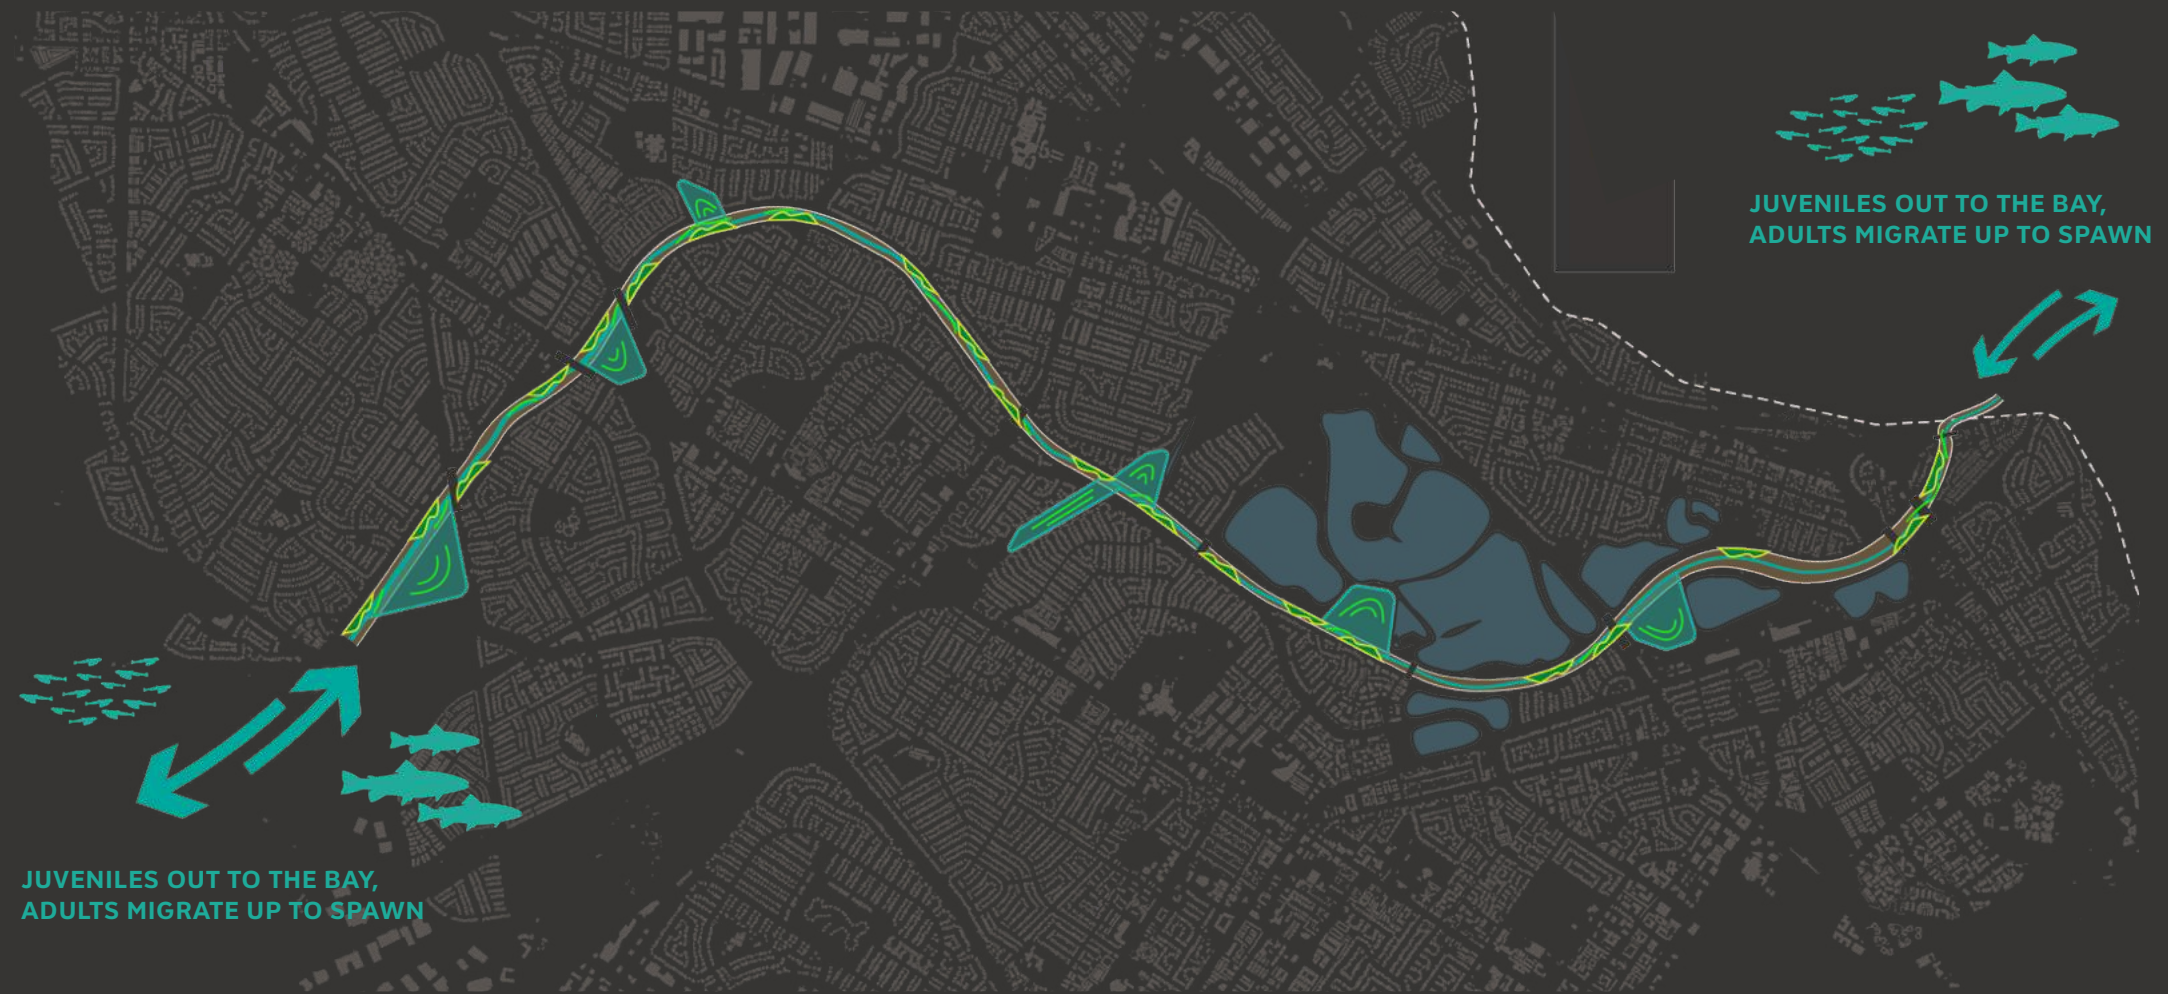 JUVENILES OUT TO THE BAY,
ADULTS MIGRATE UP TO SPAWN
JUVENILES OUT TO THE BAY,
ADULTS MIGRATE UP TO SPAWN